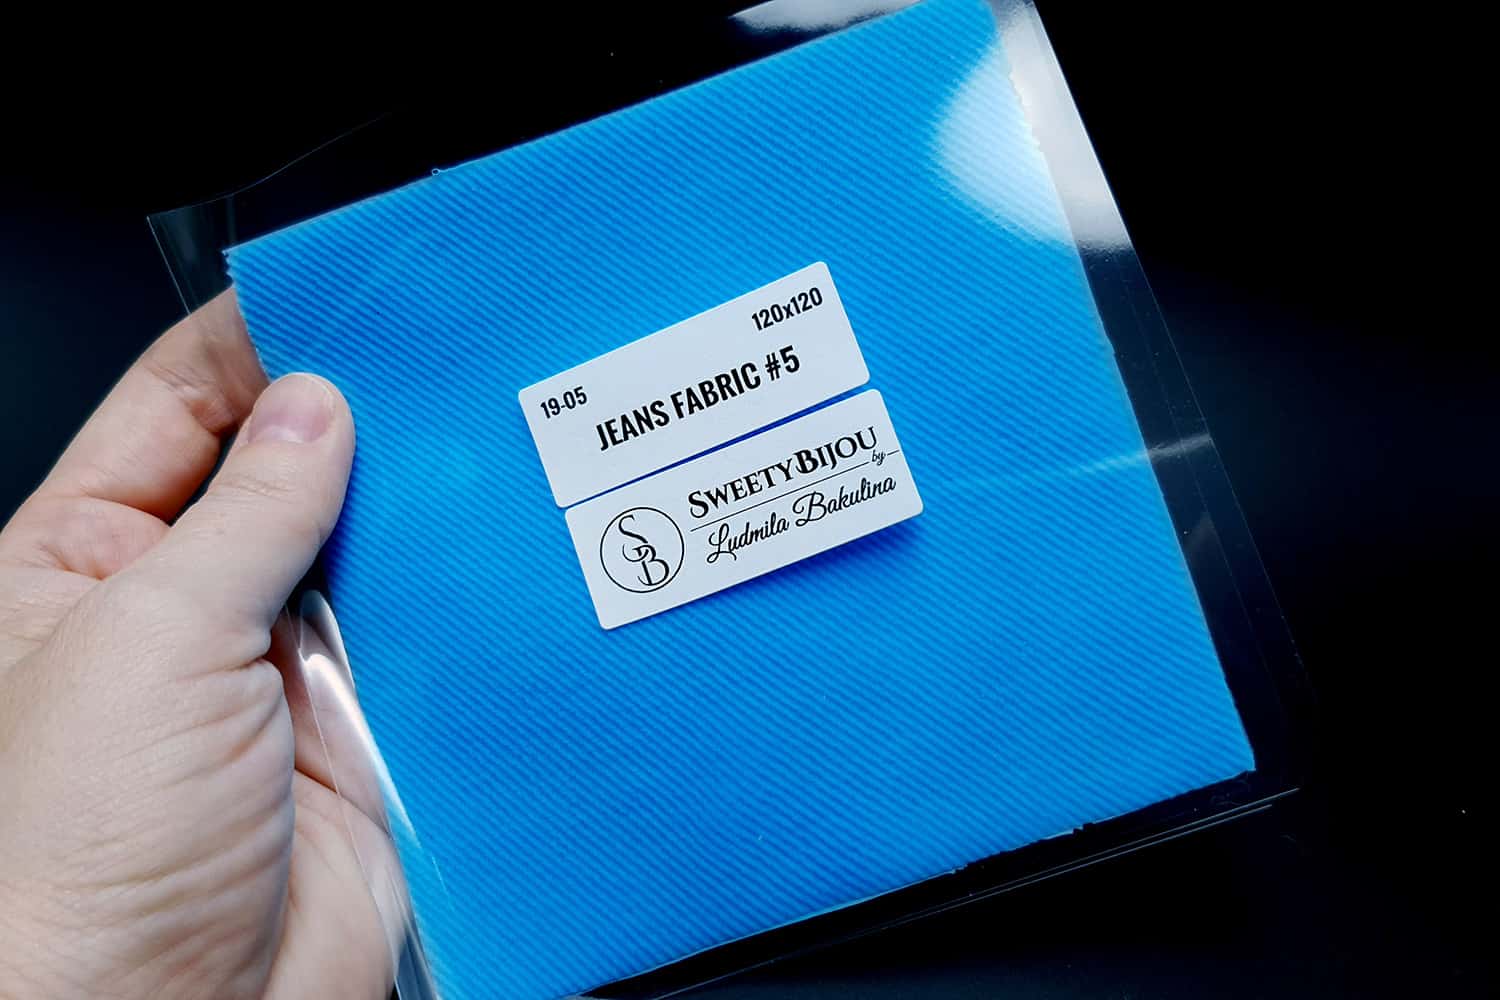 120x120
19-05
JEANS FABRIC #5
SWEETYBIJOU
by
Ludmila Bakulina
SB